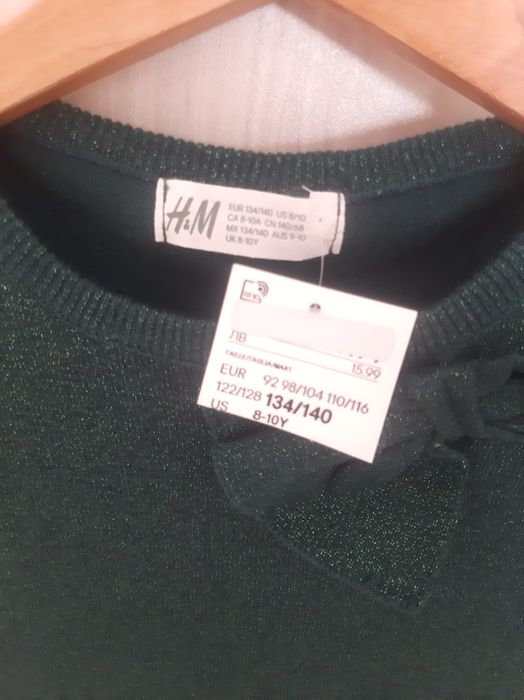 H&M
EUR 134/140 US 8/10
CA 8-10A CN 140/68
MX 134/140 AUS 9-10
UK 8-10Y
RFID
ЛВ
15.99
TAILLE/TAGLIA/MAAT
EUR 92 98/104 110/116
122/128 134/140
US 8-10Y